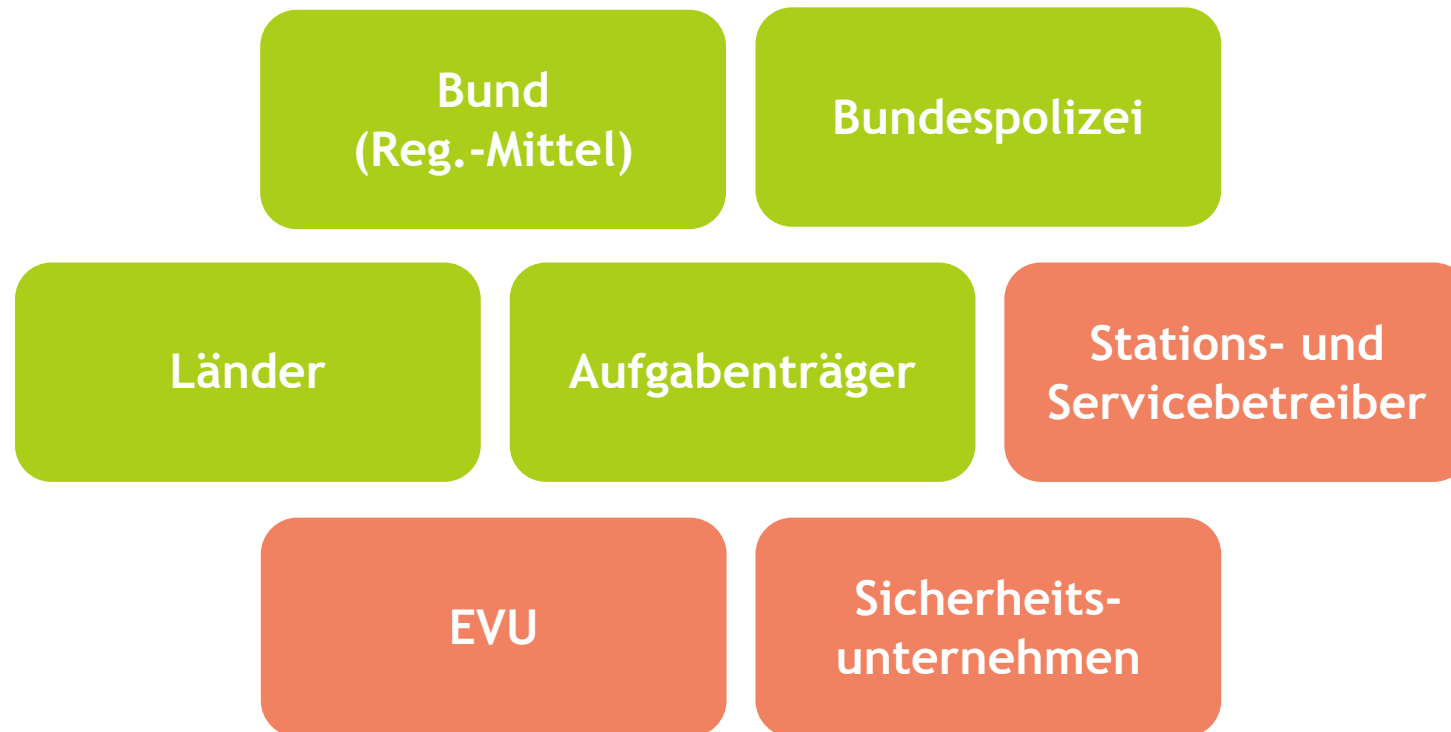 Bund
(Reg.-Mittel)
Bundespolizei
Länder
Aufgabenträger
Stations- und
Servicebetreiber
EVU
Sicherheits-
unternehmen